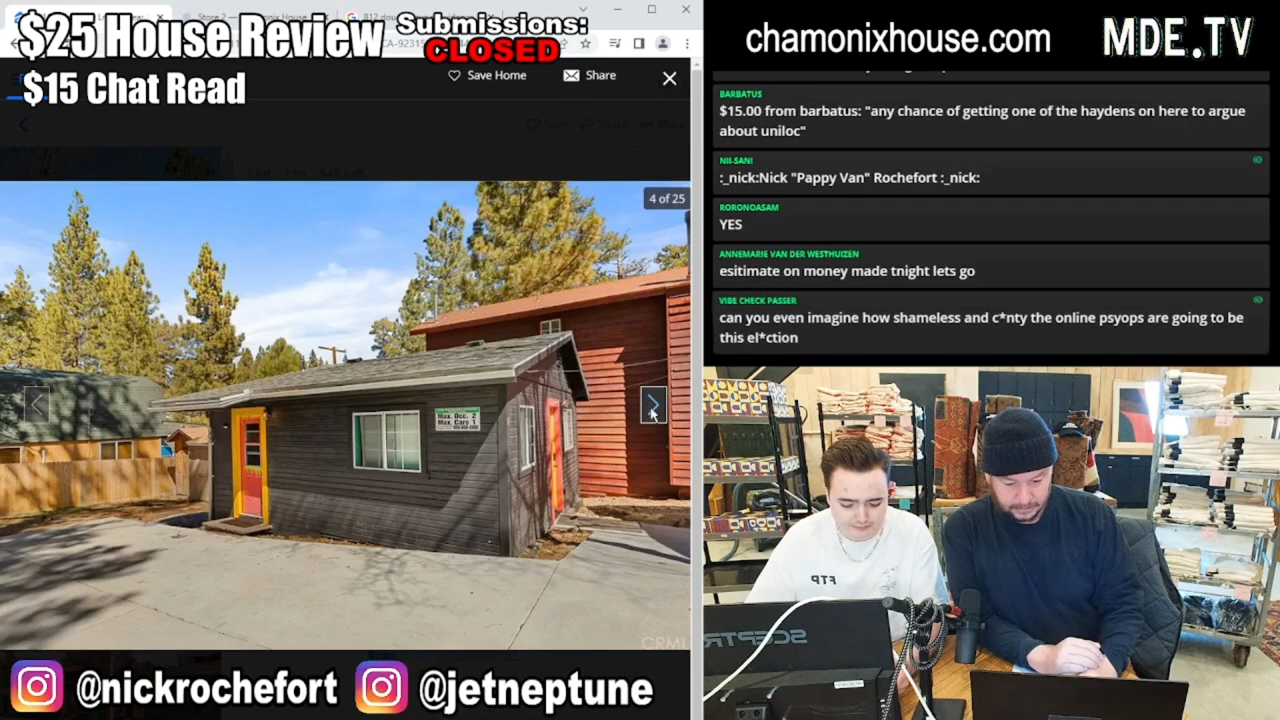 $25 House Review
Submissions:
CLOSED
$15 Chat Read
Save Home
Share
4 of 25
Max. Occ. 2
Max. Cars 1
CRMLS
@nickrochefort
@jetneptune
chamonixhouse.com
MDE.TV
BARBATUS
$15.00 from barbatus: "any chance of getting one of the haydens on here to argue
about uniloc"
NII-SAN!
:_nick:Nick "Pappy Van" Rochefort :_nick:
RORONOASAM
YES
ANNEMARIE VAN DER WESTHUIZEN
esitimate on money made tnight lets go
VIBE CHECK PASSER
can you even imagine how shameless and c*nty the online psyops are going to be
this el*ction
FTP
SCEPTR